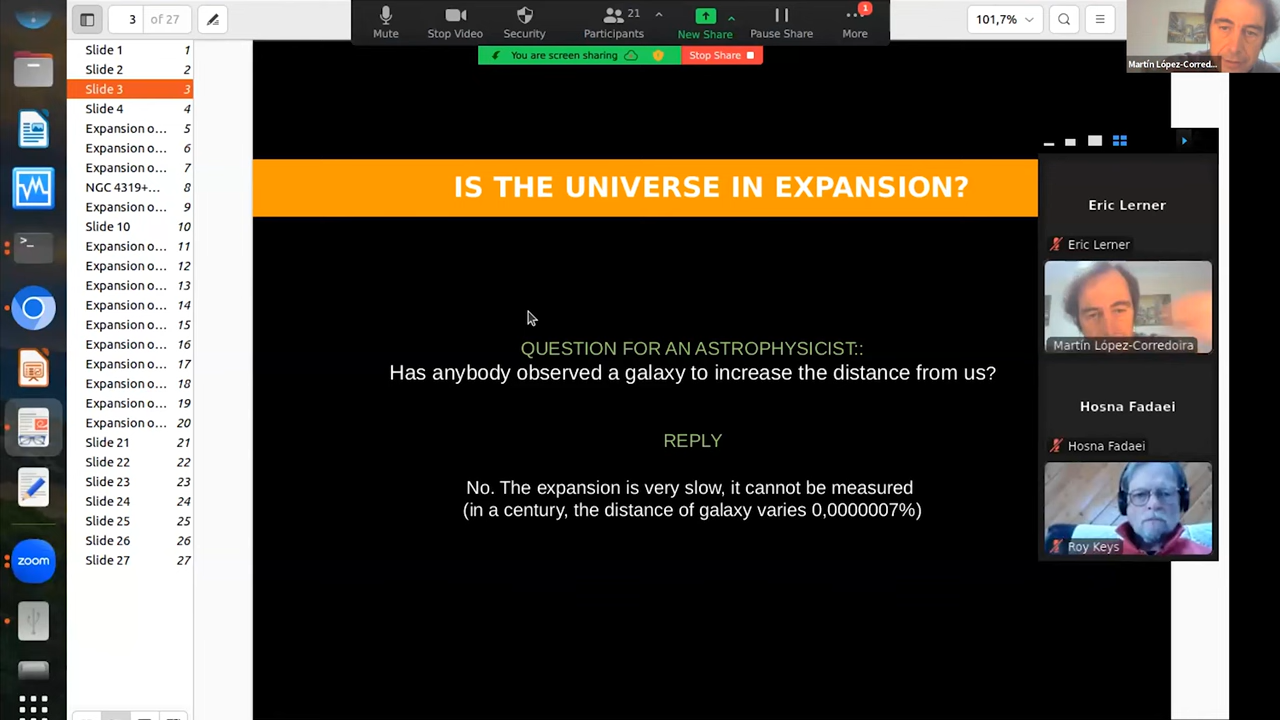 3 of 27
Mute
Stop Video
Security
21
Participants
New Share
Pause Share
1
More
101,7%
You are screen sharing
Stop Share
Martín López-Corred...
Slide 1 1
Slide 2 2
Slide 3 3
Slide 4 4
Expansion o... 5
Expansion o... 6
Expansion o... 7
NGC 4319+... 8
Expansion o... 9
Slide 10 10
Expansion o... 11
Expansion o... 12
Expansion o... 13
Expansion o... 14
Expansion o... 15
Expansion o... 16
Expansion o... 17
Expansion o... 18
Expansion o... 19
Expansion o... 20
Slide 21 21
Slide 22 22
Slide 23 23
Slide 24 24
Slide 25 25
Slide 26 26
Slide 27 27
zoom
IS THE UNIVERSE IN EXPANSION?
QUESTION FOR AN ASTROPHYSICIST::
Has anybody observed a galaxy to increase the distance from us?
REPLY
No. The expansion is very slow, it cannot be measured
(in a century, the distance of galaxy varies 0,0000007%)
Eric Lerner
Eric Lerner
Martín López-Corredoira
Hosna Fadaei
Hosna Fadaei
Roy Keys